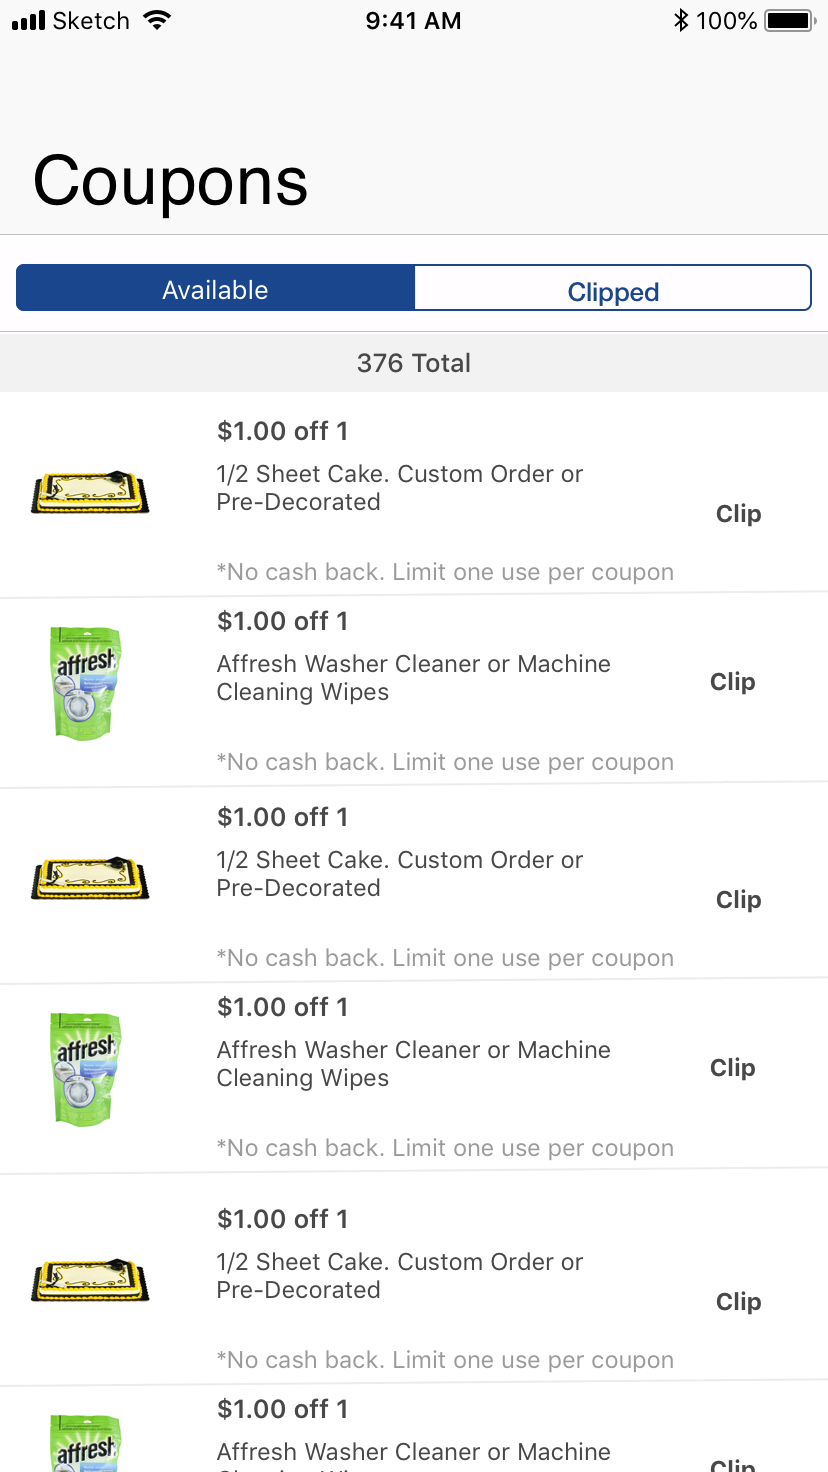 Sketch 9:41 AM 100%
Coupons
Available Clipped
376 Total
$1.00 off 1
1/2 Sheet Cake. Custom Order or
Pre-Decorated
Clip
*No cash back. Limit one use per coupon
affresh
$1.00 off 1
Affresh Washer Cleaner or Machine
Cleaning Wipes
Clip
*No cash back. Limit one use per coupon
$1.00 off 1
1/2 Sheet Cake. Custom Order or
Pre-Decorated
Clip
*No cash back. Limit one use per coupon
affresh
$1.00 off 1
Affresh Washer Cleaner or Machine
Cleaning Wipes
Clip
*No cash back. Limit one use per coupon
$1.00 off 1
1/2 Sheet Cake. Custom Order or
Pre-Decorated
Clip
*No cash back. Limit one use per coupon
affresh
$1.00 off 1
Affresh Washer Cleaner or Machine
Clip